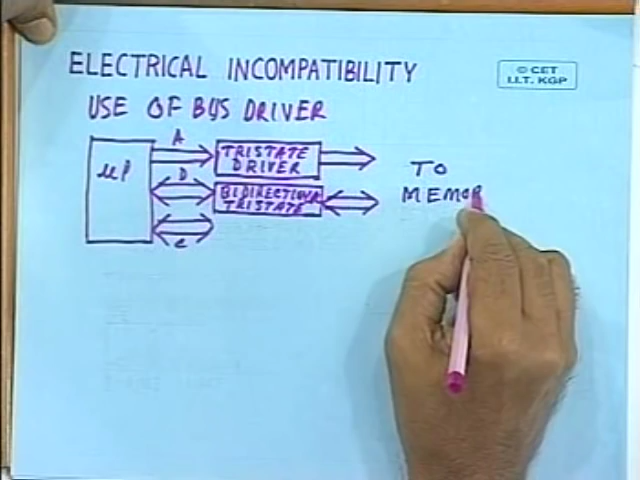 ELECTRICAL INCOMPATIBILITY
© CET
I.I.T. KGP
USE OF BUS DRIVER
A
TRISTATE
DRIVER
μP
D
BIDIRECTIONAL
TRISTATE
C
TO
MEMOR